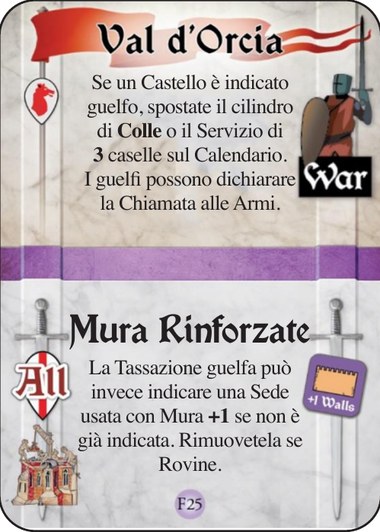 Val d'Orcia
Se un Castello è indicato
guelfo, spostate il cilindro
di Colle o il Servizio di
3 caselle sul Calendario.
I guelfi possono dichiarare
la Chiamata alle Armi.
War
Mura Rinforzate
La Tassazione guelfa può
invece indicare una Sede
usata con Mura +1 se non è
già indicata. Rimuovetela se
Rovine.
All
+1 Walls
F25